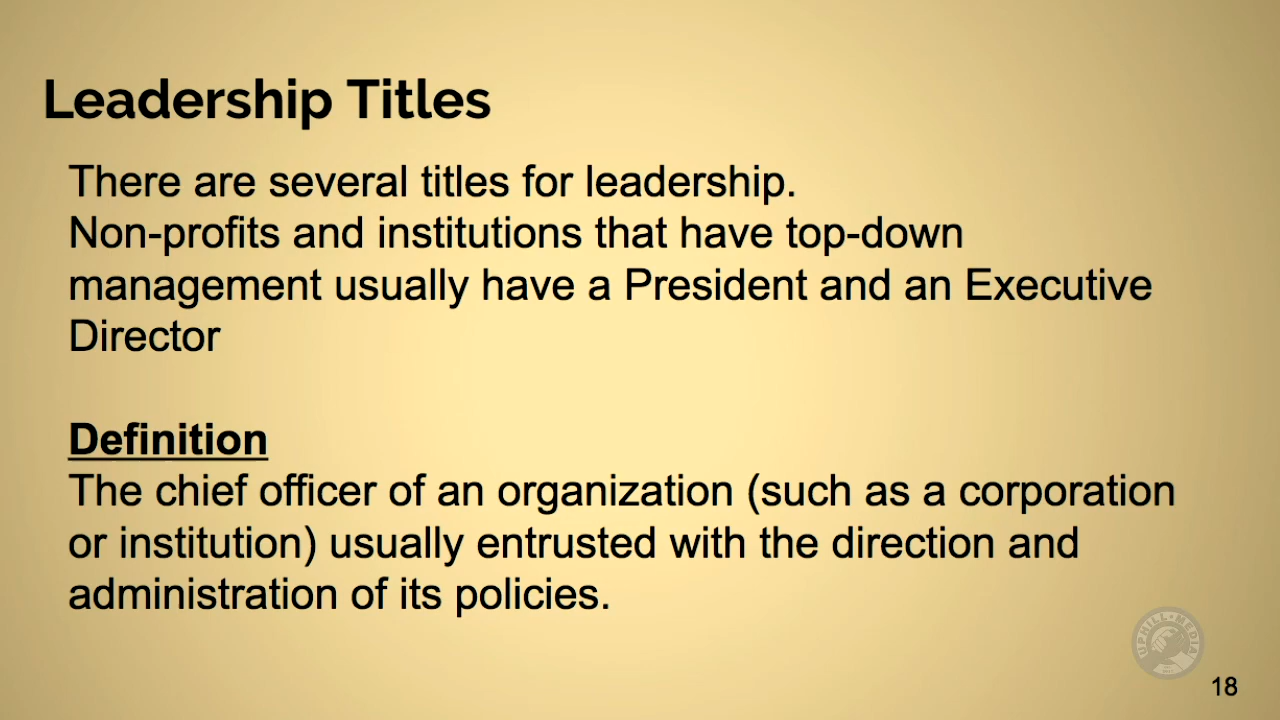 Leadership Titles
There are several titles for leadership.
Non-profits and institutions that have top-down
management usually have a President and an Executive
Director
Definition
The chief officer of an organization (such as a corporation
or institution) usually entrusted with the direction and
administration of its policies.
UPHILL • MEDIA
18